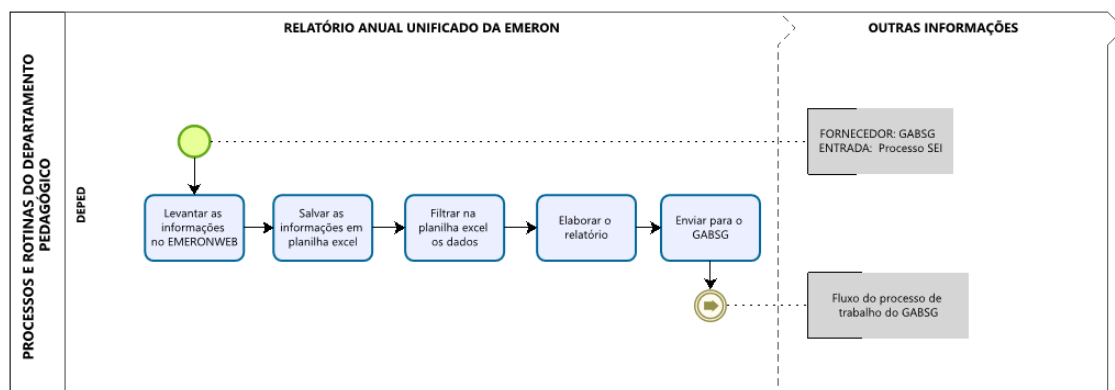 PROCESSOS E ROTINAS DO DEPARTAMENTO
PEDAGÓGICO
DEPED
RELATÓRIO ANUAL UNIFICADO DA EMERON
OUTRAS INFORMAÇÕES
FORNECEDOR: GABSG
ENTRADA: Processo SEI
Levantar as
informações
no EMERONWEB
Salvar as
informações em
planilha excel
Filtrar na
planilha excel
os dados
Elaborar o
relatório
Enviar para o
GABSG
Fluxo do processo de
trabalho do GABSG